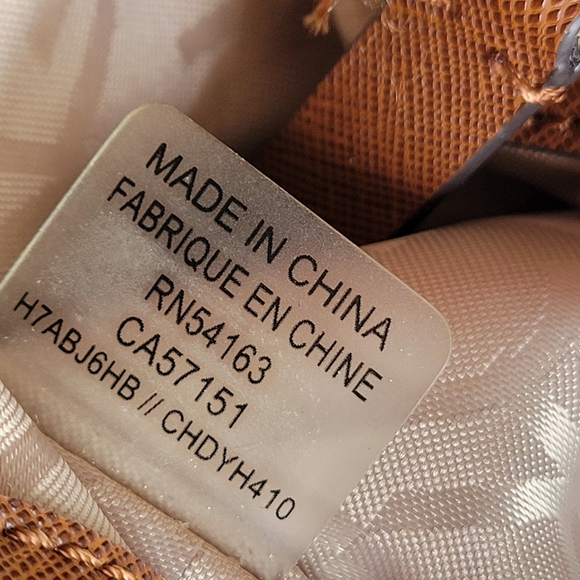 MADE IN CHINA
FABRIQUE EN CHINE
RN54163
CA57151
H7ABJ6HB // CHDYH410